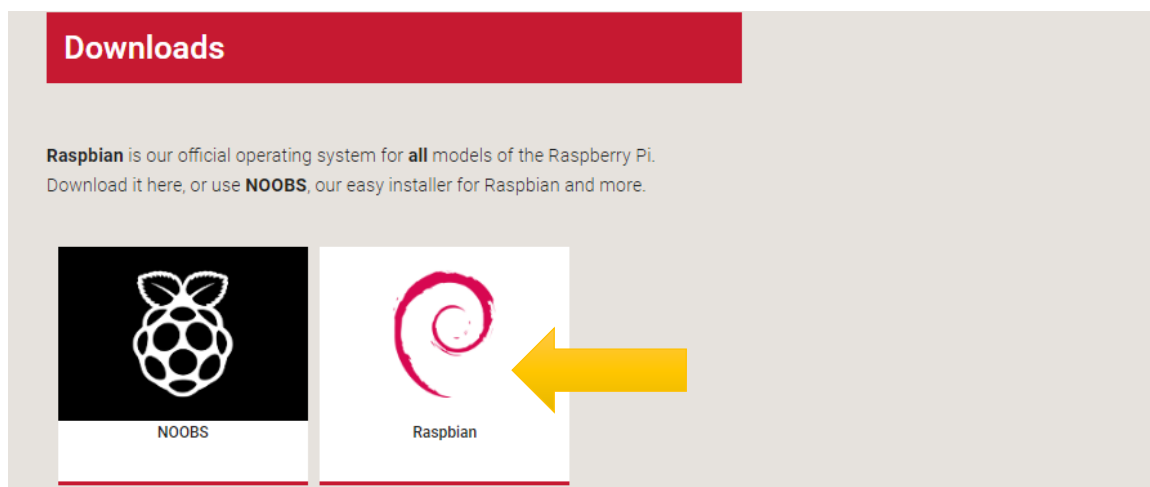 Downloads
Raspbian is our official operating system for all models of the Raspberry Pi.
Download it here, or use NOOBS, our easy installer for Raspbian and more.
NOOBS
Raspbian